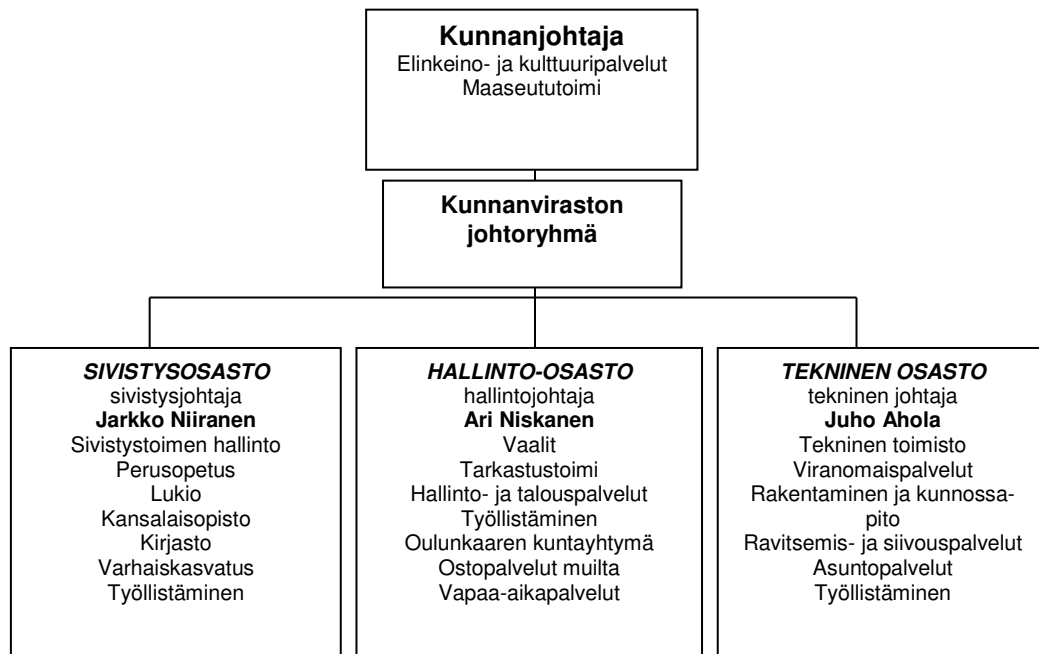 Kunnanjohtaja
Elinkeino- ja kulttuuripalvelut
Maaseututoimi
Kunnanviraston
johtoryhmä
SIVISTYSOSASTO
sivistysjohtaja
Jarkko Niiranen
Sivistystoimen hallinto
Perusopetus
Lukio
Kansalaisopisto
Kirjasto
Varhaiskasvatus
Työllistäminen
HALLINTO-OSASTO
hallintojohtaja
Ari Niskanen
Vaalit
Tarkastustoimi
Hallinto- ja talouspalvelut
Työllistäminen
Oulunkaaren kuntayhtymä
Ostopalvelut muilta
Vapaa-aikapalvelut
TEKNINEN OSASTO
tekninen johtaja
Juho Ahola
Tekninen toimisto
Viranomaispalvelut
Rakentaminen ja kunnossa-
pito
Ravitsemis- ja siivouspalvelut
Asuntopalvelut
Työllistäminen